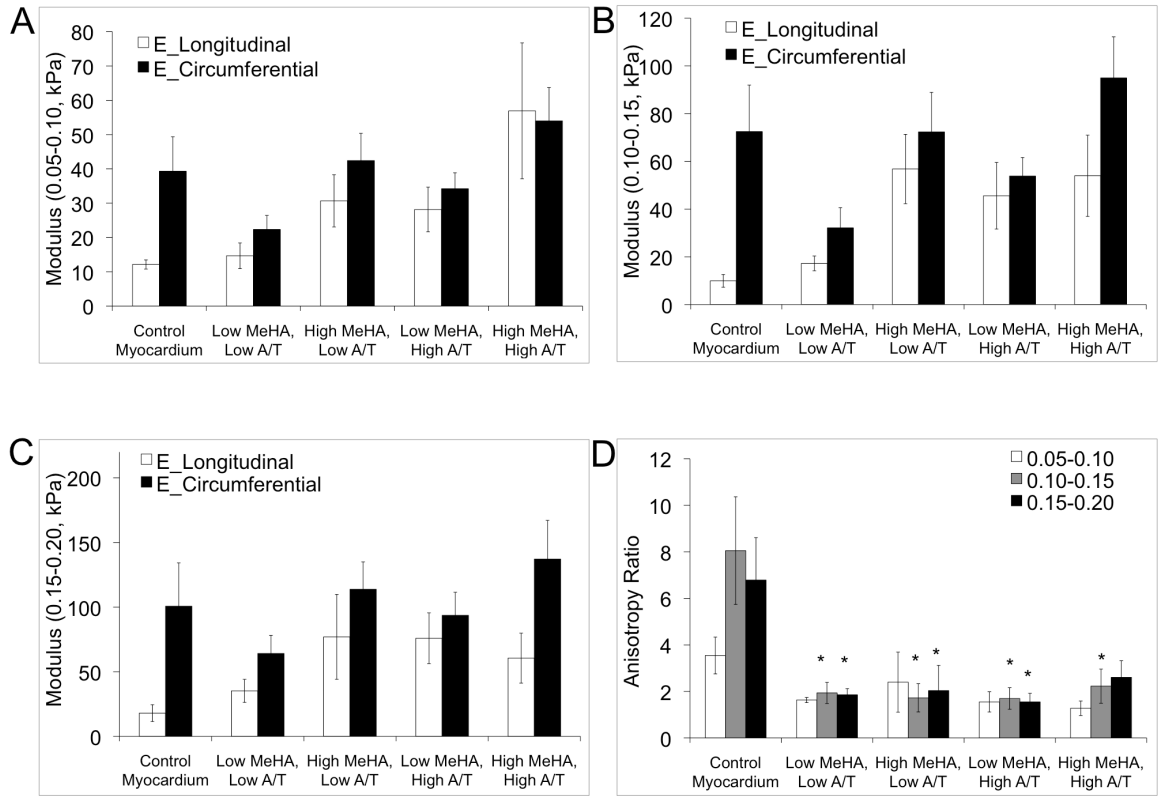 A
E_Longitudinal
E_Circumferential
Modulus (0.05-0.10, kPa)
80
70
60
50
40
30
20
10
0
Control Myocardium
Low MeHA, Low A/T
High MeHA, Low A/T
Low MeHA, High A/T
High MeHA, High A/T
B
E_Longitudinal
E_Circumferential
Modulus (0.10-0.15, kPa)
120
100
80
60
40
20
0
Control Myocardium
Low MeHA, Low A/T
High MeHA, Low A/T
Low MeHA, High A/T
High MeHA, High A/T
C
E_Longitudinal
E_Circumferential
Modulus (0.15-0.20, kPa)
200
150
100
50
0
Control Myocardium
Low MeHA, Low A/T
High MeHA, Low A/T
Low MeHA, High A/T
High MeHA, High A/T
D
0.05-0.10
0.10-0.15
0.15-0.20
Anisotropy Ratio
12
10
8
6
4
2
0
* *
* *
* *
*
Control Myocardium
Low MeHA, Low A/T
High MeHA, Low A/T
Low MeHA, High A/T
High MeHA, High A/T